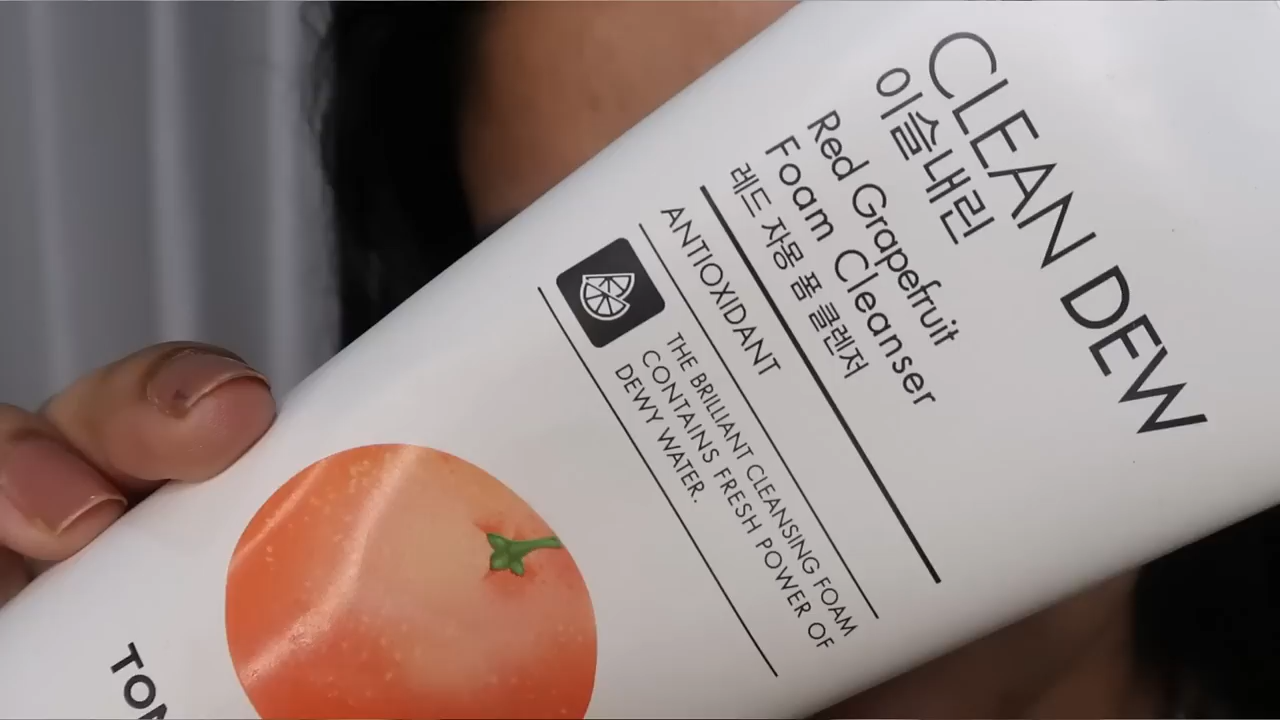 CLEAN DEW
이슬내린
Red Grapefruit
Foam Cleanser
레드 자몽 폼 클렌저
ANTIOXIDANT
THE BRILLIANT CLEANSING FOAM
CONTAINS FRESH POWER OF
DEWY WATER.